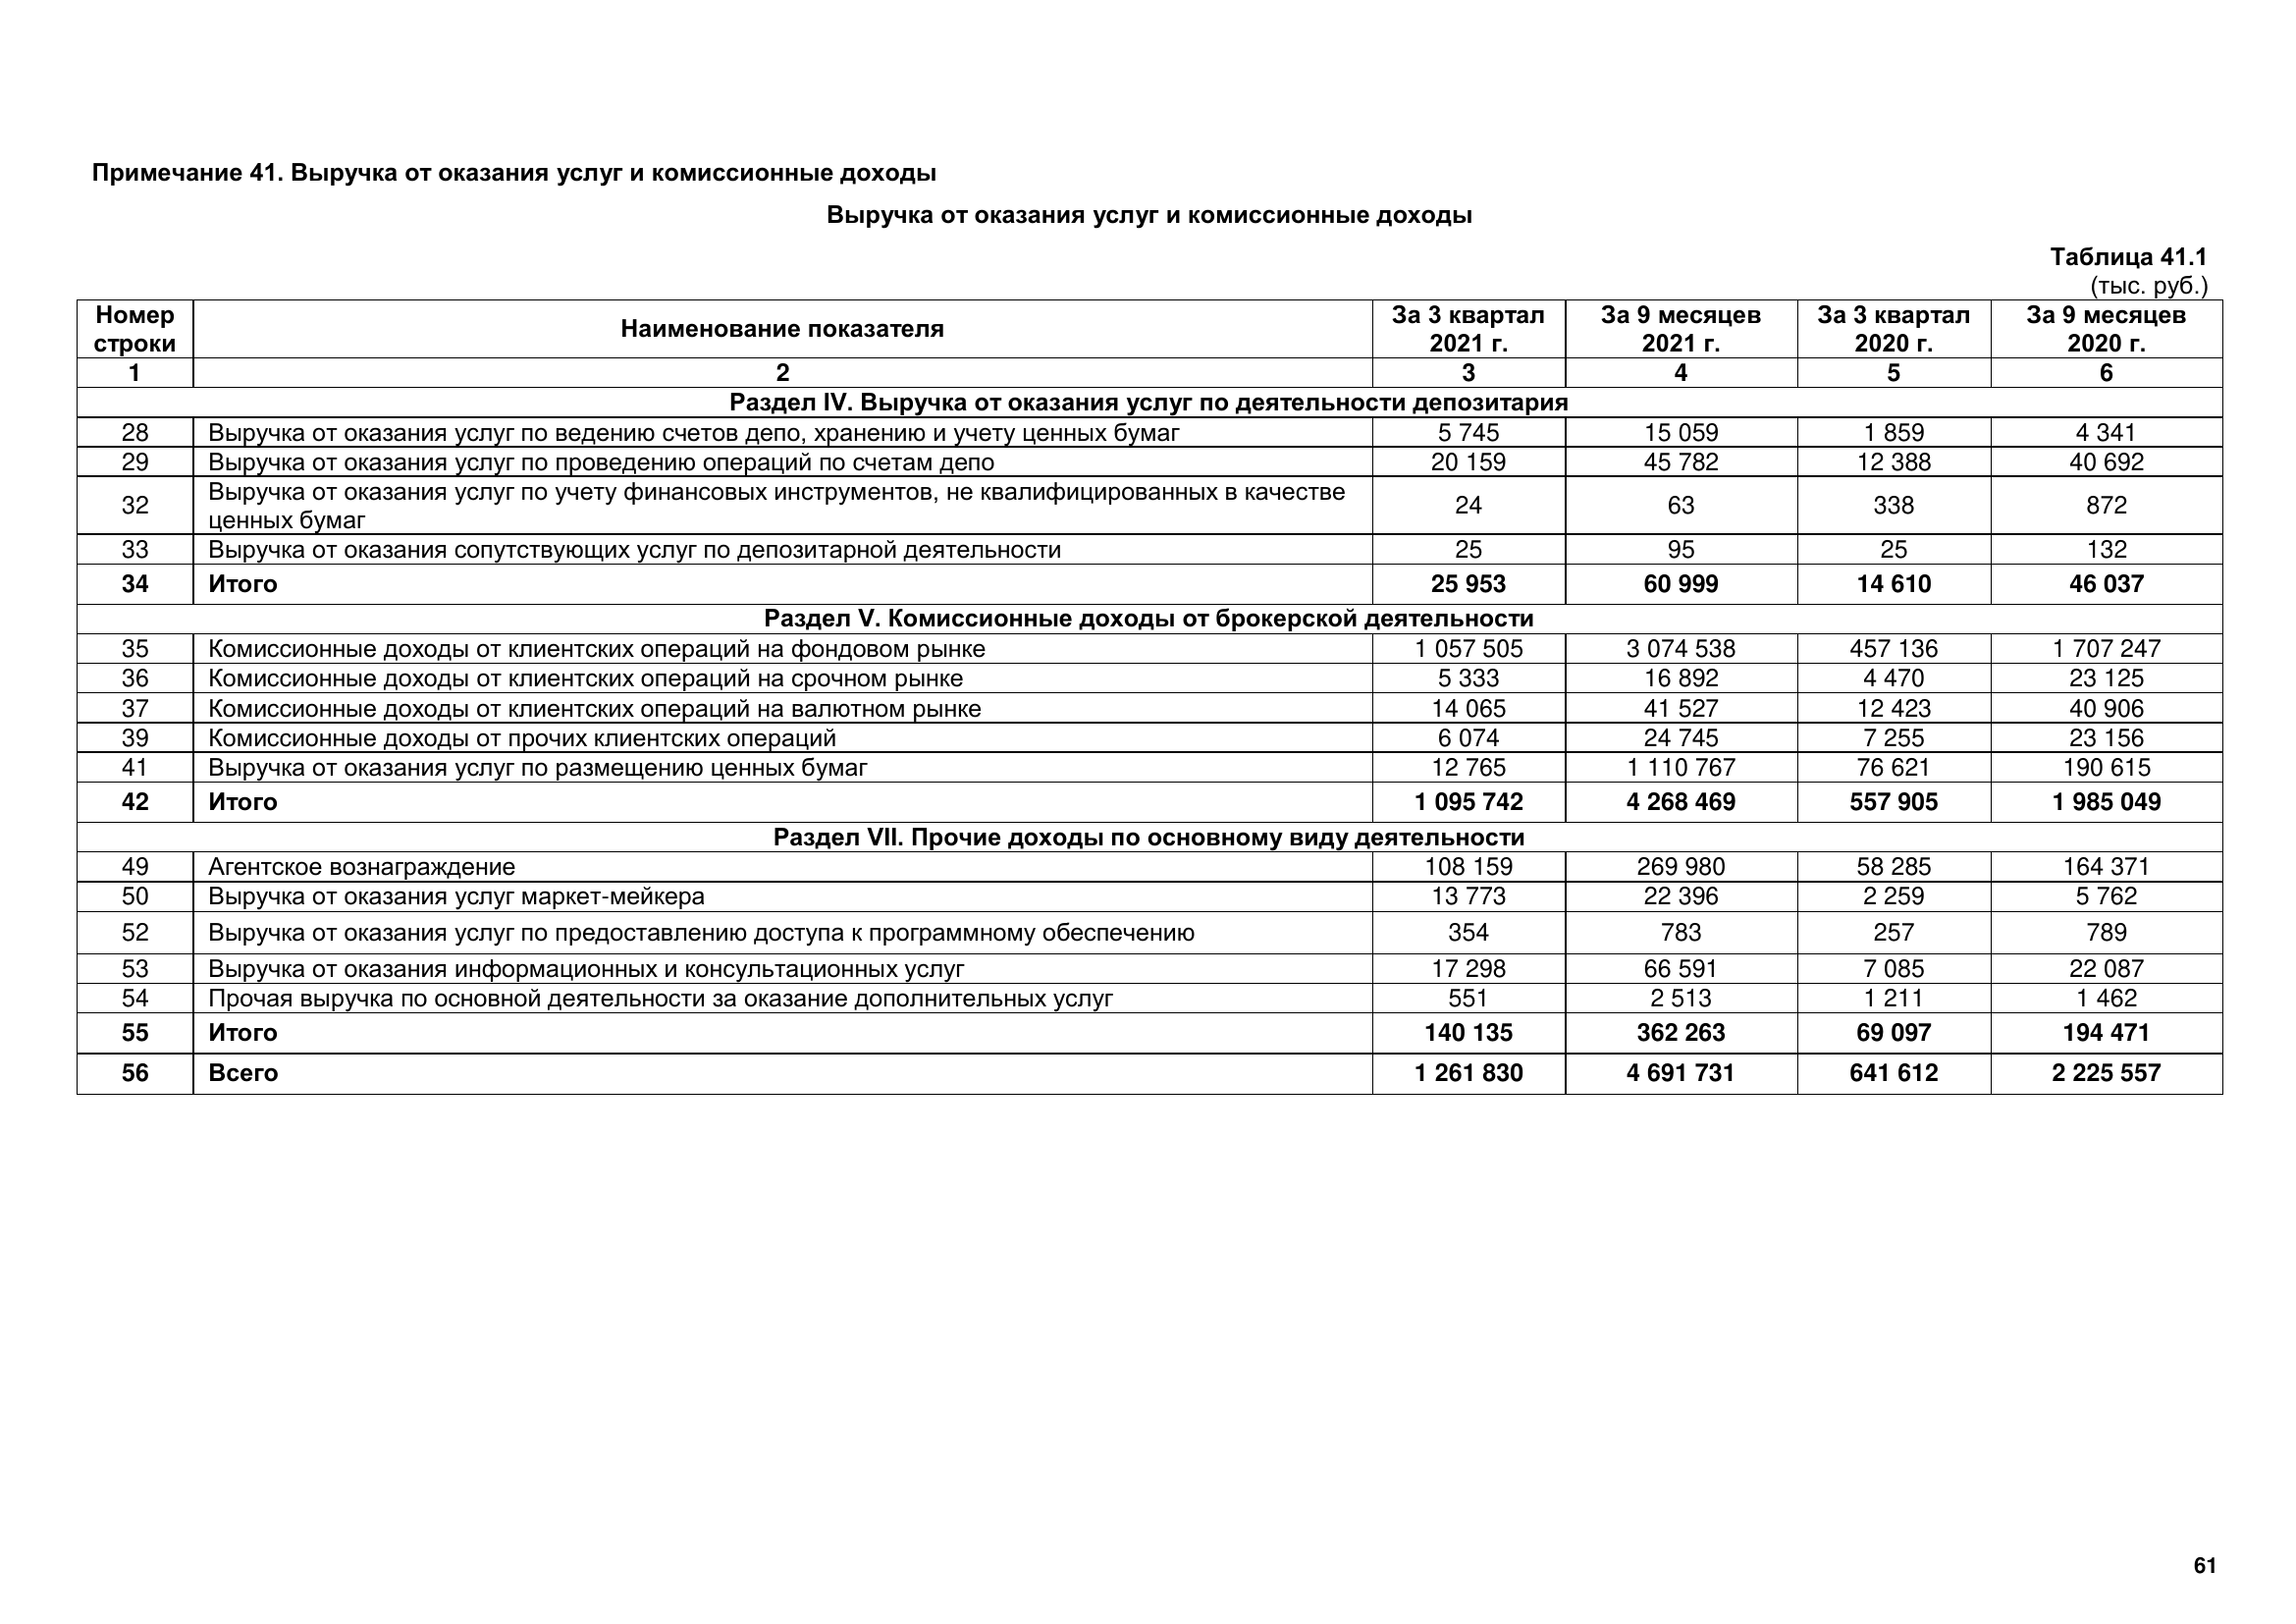 Примечание 41. Выручка от оказания услуг и комиссионные доходы
Выручка от оказания услуг и комиссионные доходы
Таблица 41.1
(тыс. руб.)
Номер строки Наименование показателя За 3 квартал 2021 г. За 9 месяцев 2021 г. За 3 квартал 2020 г. За 9 месяцев 2020 г.
1 2 3 4 5 6
Раздел IV. Выручка от оказания услуг по деятельности депозитария
28 Выручка от оказания услуг по ведению счетов депо, хранению и учету ценных бумаг 5 745 15 059 1 859 4 341
29 Выручка от оказания услуг по проведению операций по счетам депо 20 159 45 782 12 388 40 692
32 Выручка от оказания услуг по учету финансовых инструментов, не квалифицированных в качестве ценных бумаг 24 63 338 872
33 Выручка от оказания сопутствующих услуг по депозитарной деятельности 25 95 25 132
34 Итого 25 953 60 999 14 610 46 037
Раздел V. Комиссионные доходы от брокерской деятельности
35 Комиссионные доходы от клиентских операций на фондовом рынке 1 057 505 3 074 538 457 136 1 707 247
36 Комиссионные доходы от клиентских операций на срочном рынке 5 333 16 892 4 470 23 125
37 Комиссионные доходы от клиентских операций на валютном рынке 14 065 41 527 12 423 40 906
39 Комиссионные доходы от прочих клиентских операций 6 074 24 745 7 255 23 156
41 Выручка от оказания услуг по размещению ценных бумаг 12 765 1 110 767 76 621 190 615
42 Итого 1 095 742 4 268 469 557 905 1 985 049
Раздел VII. Прочие доходы по основному виду деятельности
49 Агентское вознаграждение 108 159 269 980 58 285 164 371
50 Выручка от оказания услуг маркет-мейкера 13 773 22 396 2 259 5 762
52 Выручка от оказания услуг по предоставлению доступа к программному обеспечению 354 783 257 789
53 Выручка от оказания информационных и консультационных услуг 17 298 66 591 7 085 22 087
54 Прочая выручка по основной деятельности за оказание дополнительных услуг 551 2 513 1 211 1 462
55 Итого 140 135 362 263 69 097 194 471
56 Всего 1 261 830 4 691 731 641 612 2 225 557
61